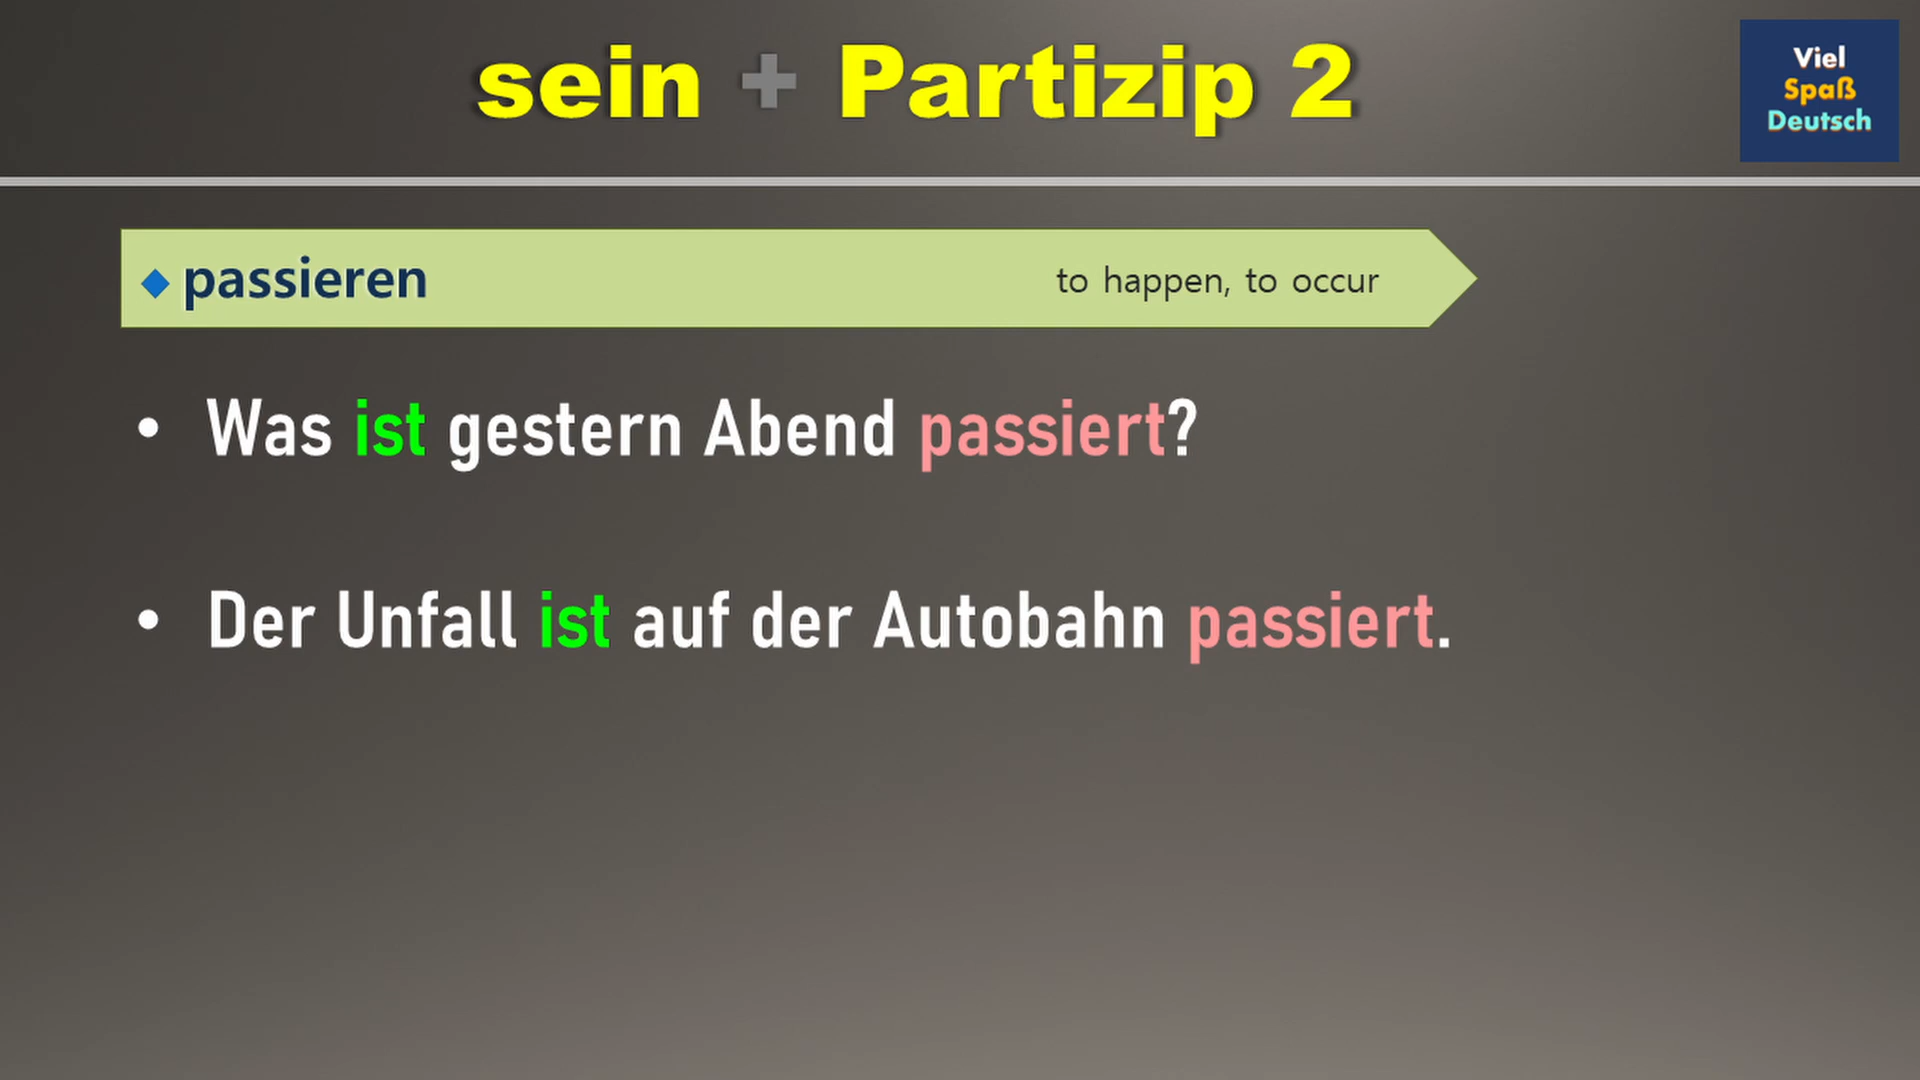 sein + Partizip 2
Viel
Spaß
Deutsch
passieren to happen, to occur
• Was ist gestern Abend passiert?
• Der Unfall ist auf der Autobahn passiert.